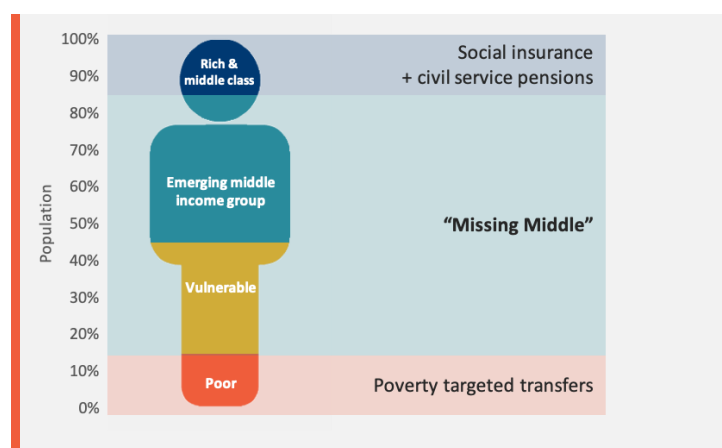 100%
90%
80%
70%
60%
50%
40%
30%
20%
10%
0%
Population
Rich &
middle class
Emerging middle
income group
Vulnerable
Poor
Social insurance
+ civil service pensions
“Missing Middle”
Poverty targeted transfers